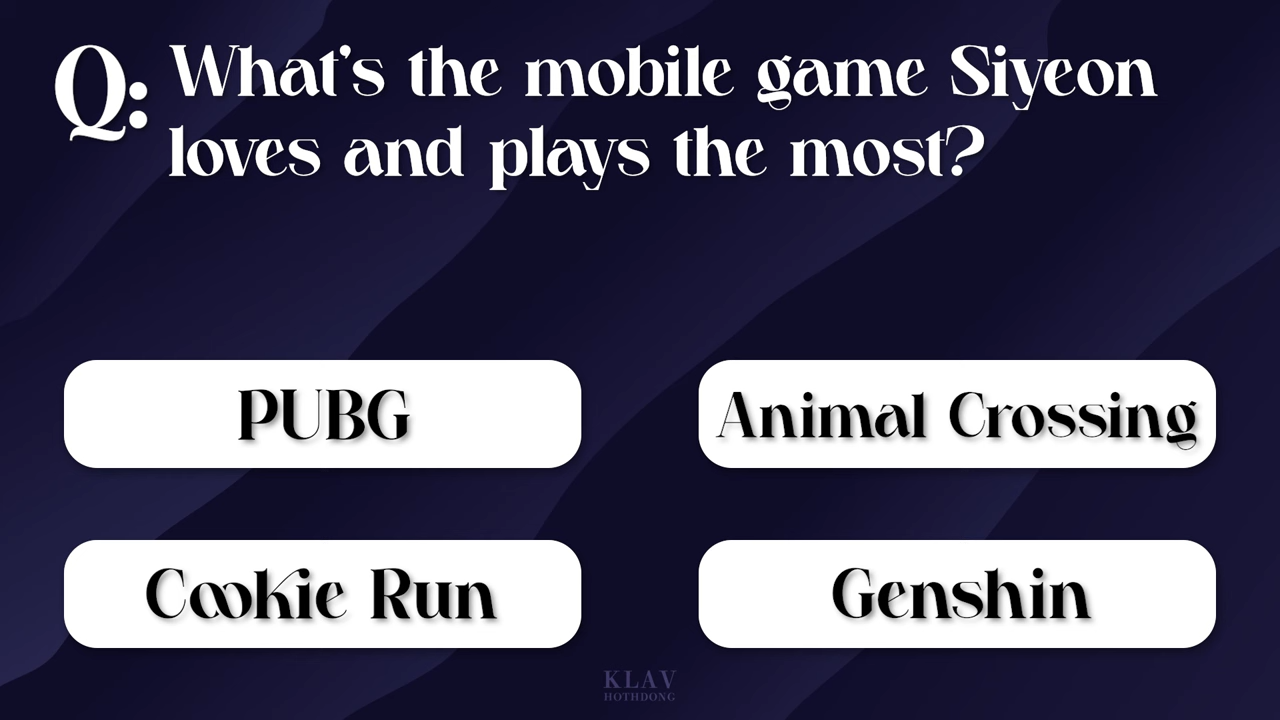 Q: What's the mobile game Siyeon
loves and plays the most?
PUBG
Animal Crossing
Cookie Run
Genshin
KLAV
HOTHDONG